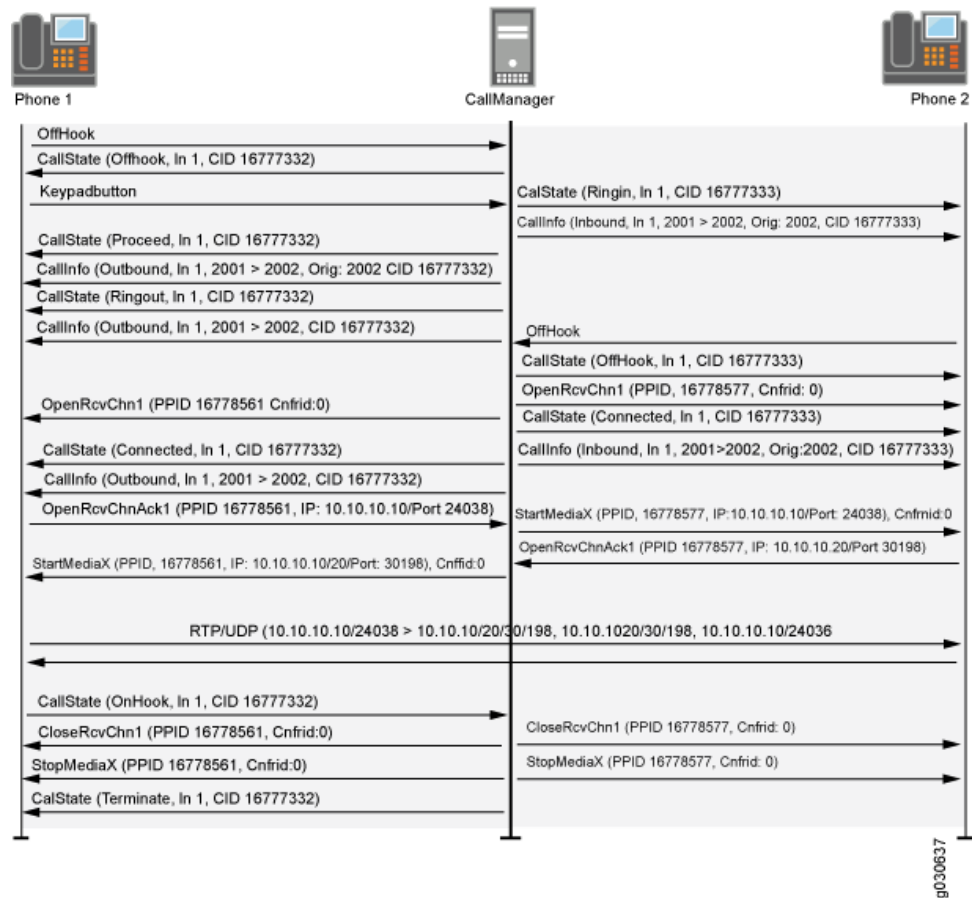 Phone 1
CallManager
Phone 2
OffHook
CallState (Offhook, In 1, CID 16777332)
Keypadbutton
CalState (Ringin, In 1, CID 16777333)
CallInfo (Inbound, In 1, 2001 > 2002, Orig: 2002, CID 16777333)
CallState (Proceed, In 1, CID 16777332)
CallInfo (Outbound, In 1, 2001 > 2002, Orig: 2002 CID 16777332)
CallState (Ringout, In 1, CID 16777332)
CallInfo (Outbound, In 1, 2001 > 2002, CID 16777332)
OffHook
CallState (OffHook, In 1, CID 16777333)
OpenRcvChn1 (PPID, 16778577, Cnfrid: 0)
OpenRcvChn1 (PPID 16778561 Cnfrid:0)
CallState (Connected, In 1, CID 16777333)
CallState (Connected, In 1, CID 16777332)
CallInfo (Inbound, In 1, 2001>2002, Orig:2002, CID 16777333)
CallInfo (Outbound, In 1, 2001 > 2002, CID 16777332)
OpenRcvChnAck1 (PPID 16778561, IP: 10.10.10.10/Port 24038)
StartMediaX (PPID, 16778577, IP:10.10.10.10/Port: 24038), Cnfmid:0
OpenRcvChnAck1 (PPID 16778577, IP: 10.10.10.20/Port 30198)
StartMediaX (PPID, 16778561, IP: 10.10.10.10/20/Port: 30198), Cnffid:0
RTP/UDP (10.10.10.10/24038 > 10.10.10/20/30/198, 10.10.1020/30/198, 10.10.10.10/24036
CallState (OnHook, In 1, CID 16777332)
CloseRcvChn1 (PPID 16778561, Cnfrid:0)
CloseRcvChn1 (PPID 16778577, Cnfrid: 0)
StopMediaX (PPID 16778561, Cnfrid:0)
StopMediaX (PPID 16778577, Cnfrid: 0)
CalState (Terminate, In 1, CID 16777332)
g030637